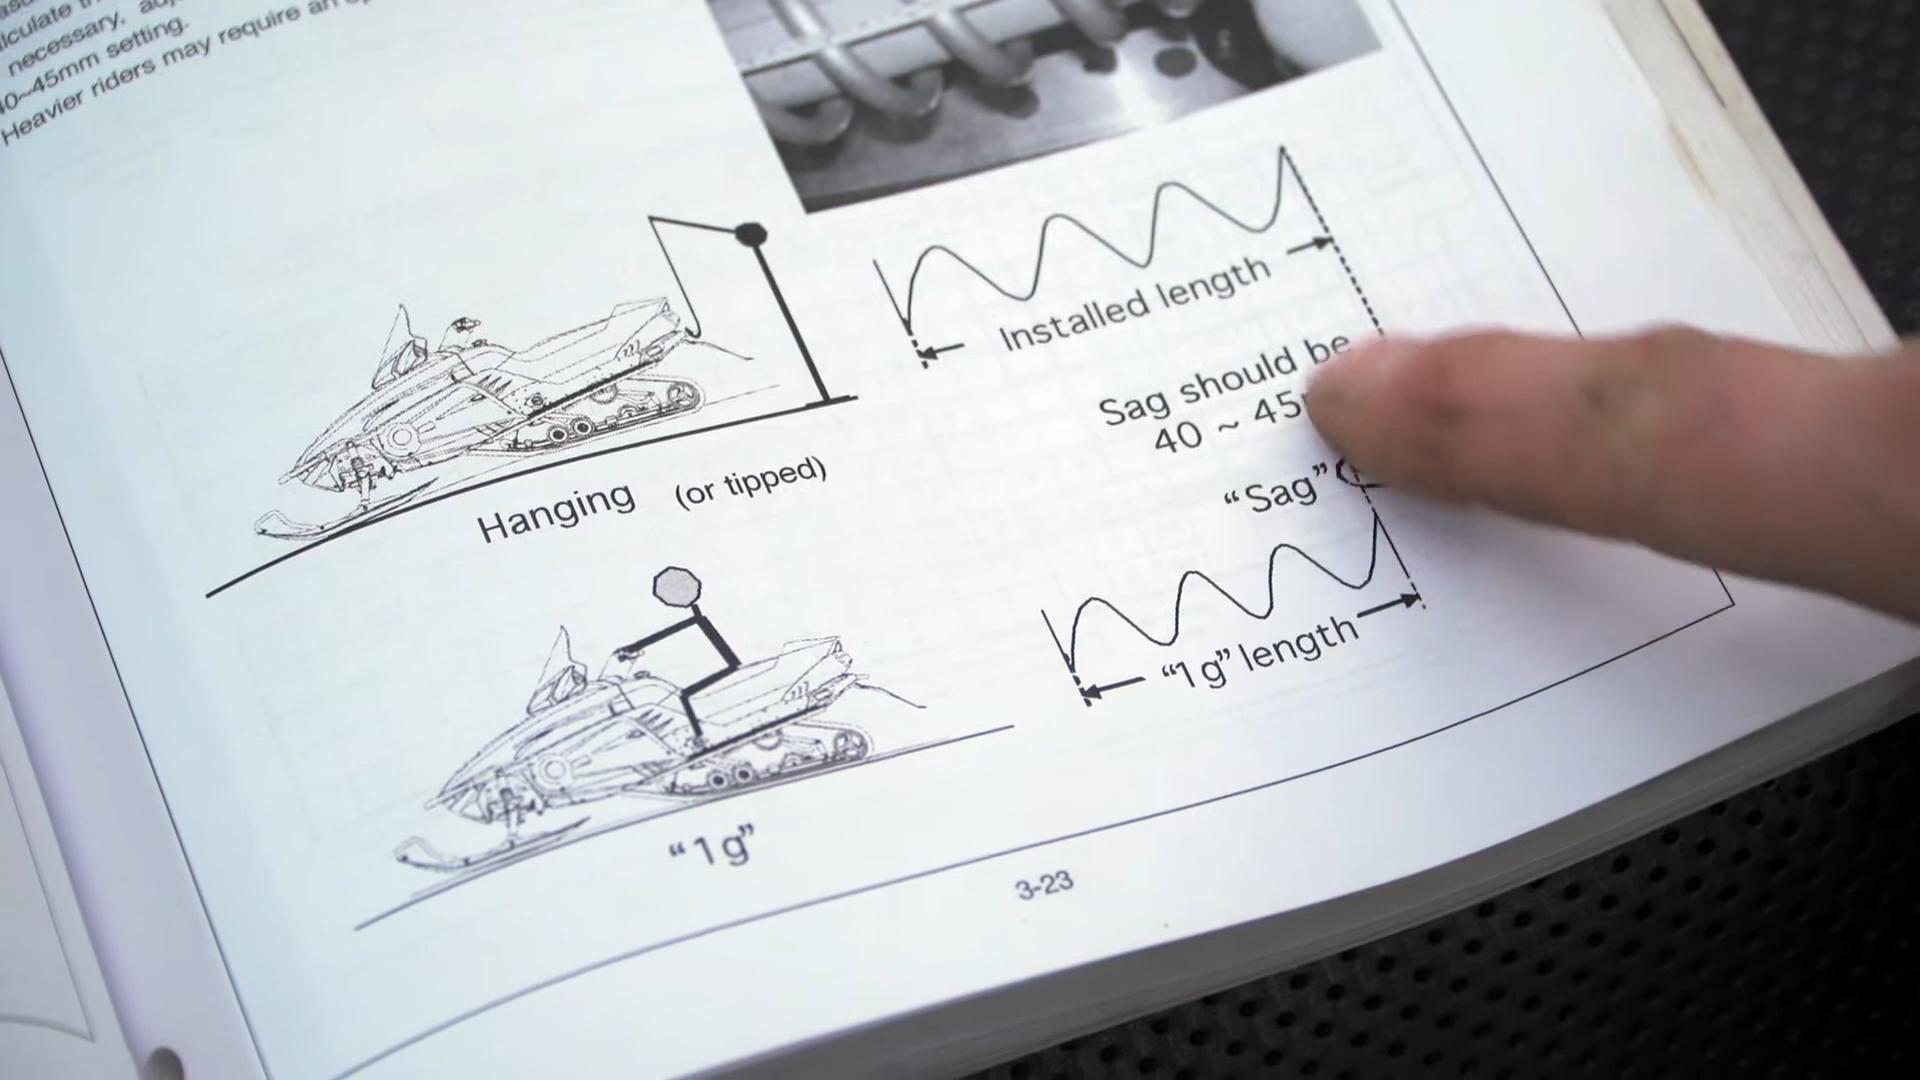 necessary,
40~45mm setting.
Heavier riders may require an
Installed length
Sag should be
40 ~ 45
Hanging (or tipped)
“Sag”
“1g” length
“1g”
3-23